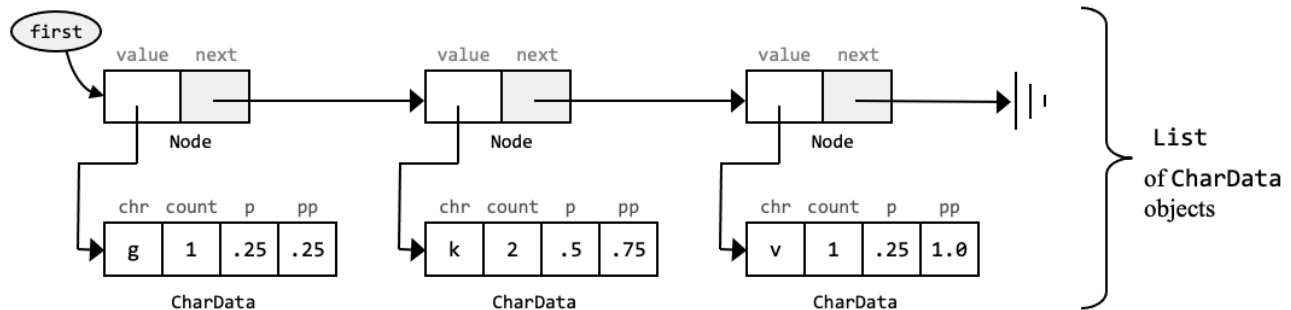 first
value next
value next
value next
Node
Node
Node
List
of CharData
objects
chr count p pp
chr count p pp
chr count p pp
g 1 .25 .25
k 2 .5 .75
v 1 .25 1.0
CharData
CharData
CharData